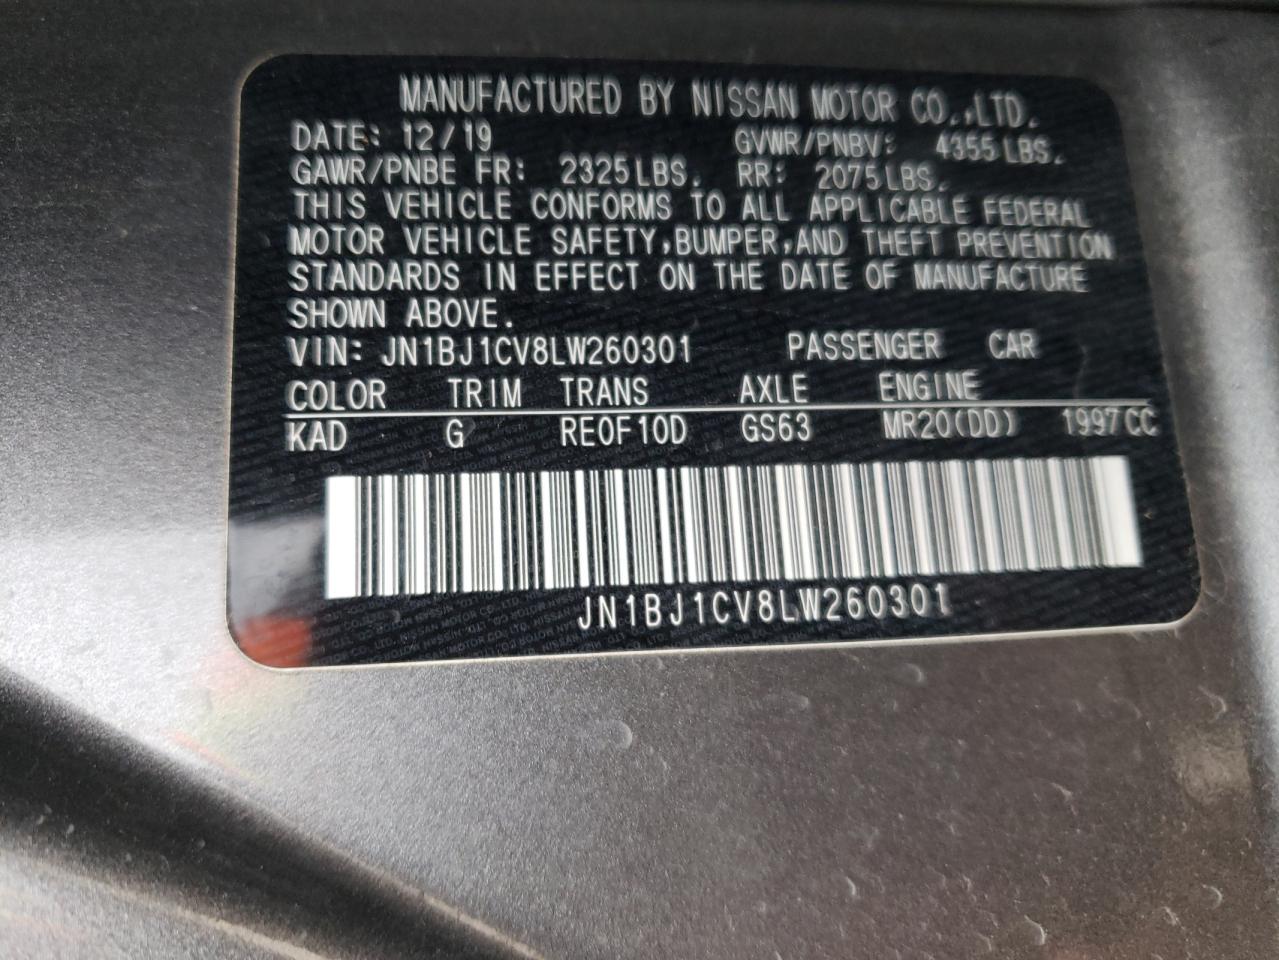 MANUFACTURED BY NISSAN MOTOR CO.,LTD.
DATE: 12/19 GVWR/PNBV: 4355 LBS.
GAWR/PNBE FR: 2325 LBS. RR: 2075 LBS.
THIS VEHICLE CONFORMS TO ALL APPLICABLE FEDERAL
MOTOR VEHICLE SAFETY,BUMPER,AND THEFT PREVENTION
STANDARDS IN EFFECT ON THE DATE OF MANUFACTURE
SHOWN ABOVE.
VIN: JN1BJ1CV8LW260301 PASSENGER CAR
COLOR TRIM TRANS AXLE ENGINE
KAD G RE0F10D GS63 MR20(DD) 1997 CC
JN1BJ1CV8LW260301